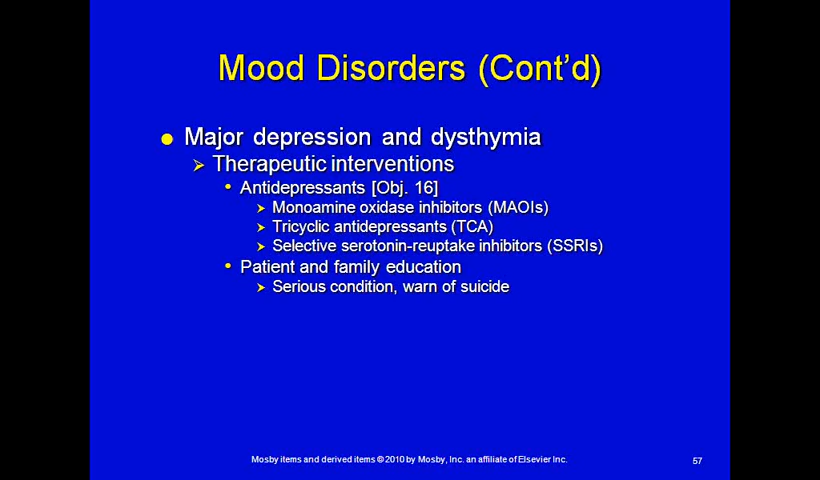 Mood Disorders (Cont'd)
Major depression and dysthymia
Therapeutic interventions
Antidepressants [Obj. 16]
Monoamine oxidase inhibitors (MAOIs)
Tricyclic antidepressants (TCA)
Selective serotonin-reuptake inhibitors (SSRIs)
Patient and family education
Serious condition, warn of suicide
Mosby items and derived items © 2010 by Mosby, Inc. an affiliate of Elsevier Inc.
57